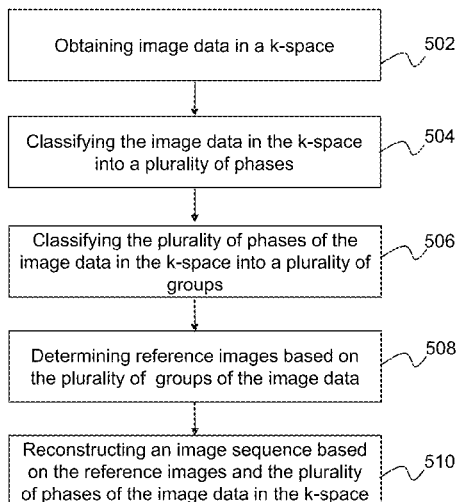 Obtaining image data in a k-space
502
Classifying the image data in the k-space
into a plurality of phases
504
Classifying the plurality of phases of the
image data in the k-space into a plurality of
groups
506
Determining reference images based on
the plurality of groups of the image data
508
Reconstructing an image sequence based
on the reference images and the plurality
of phases of the image data in the k-space
510